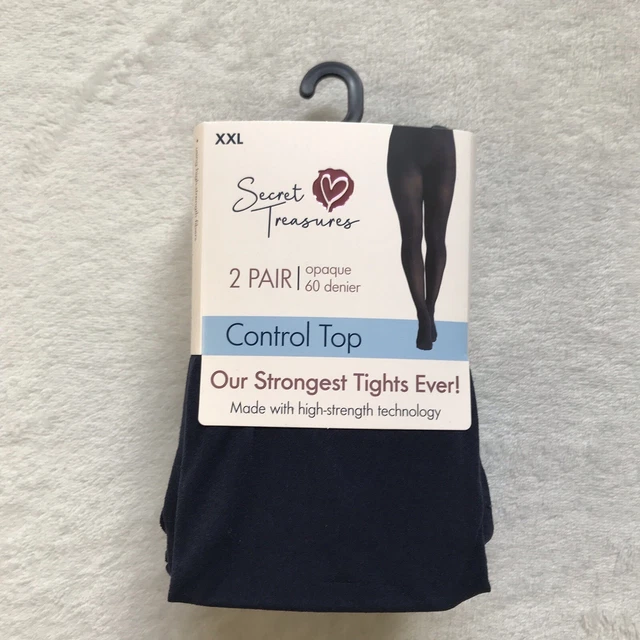 XXL
Secret
Treasures
2 PAIR
opaque
60 denier
Control Top
Our Strongest Tights Ever!
Made with high-strength technology